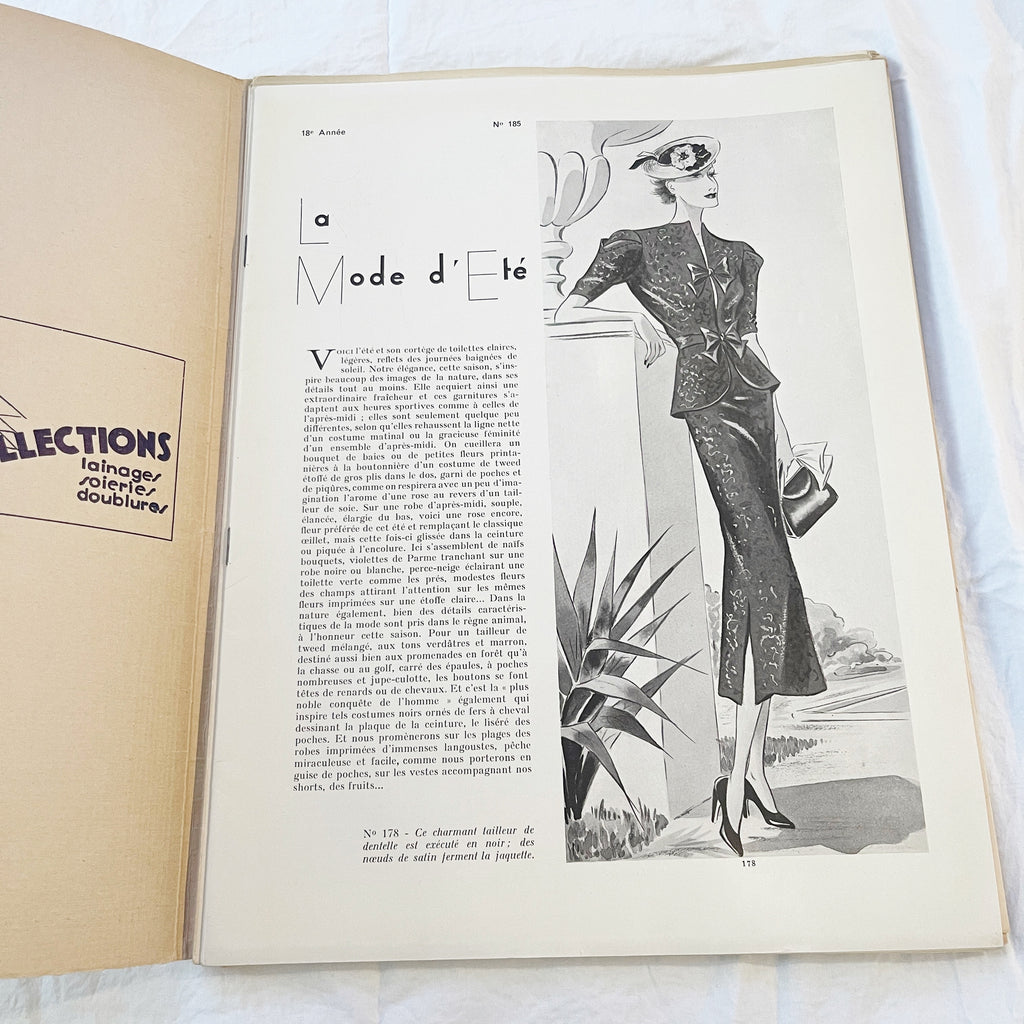 LLECTIONS
lainages
soieries
doublures
18e Année
No 185
La
Mode d'Eté
VOICI l'été et son cortège de toilettes claires,
légères, reflets des journées baignées de
soleil. Notre élégance, cette saison, s'ins-
pire beaucoup des images de la nature, dans ses
détails tout au moins. Elle acquiert ainsi une
extraordinaire fraîcheur et ces garnitures s'a-
daptent aux heures sportives comme à celles de
l'après-midi ; elles sont seulement quelque peu
différentes, selon qu'elles rehaussent la ligne nette
d'un costume matinal ou la gracieuse féminité
d'un ensemble d'après-midi. On cueillera un
bouquet de baies ou de petites fleurs printa-
nières à la boutonnière d'un costume de tweed
étoffé de gros plis dans le dos, garni de poches et
de piqûres, comme on respirera avec un peu d'ima-
gination l'arome d'une rose au revers d'un tail-
leur de soie. Sur une robe d'après-midi, souple,
élancée, élargie du bas, voici une rose encore,
fleur préférée de cet été et remplaçant le classique
œillet, mais cette fois-ci glissée dans la ceinture
ou piquée à l'encolure. Ici s'assemblent de naïfs
bouquets, violettes de Parme tranchant sur une
robe noire ou blanche, perce-neige éclairant une
toilette verte comme les prés, modestes fleurs
des champs attirant l'attention sur les mêmes
fleurs imprimées sur une étoffe claire... Dans la
nature également, bien des détails caractéris-
tiques de la mode sont pris dans le règne animal,
à l'honneur cette saison. Pour un tailleur de
tweed mélangé, aux tons verdâtres et marron,
destiné aussi bien aux promenades en forêt qu'à
la chasse ou au golf, carré des épaules, à poches
nombreuses et jupe-culotte, les boutons se font
têtes de renards ou de chevaux. Et c'est la « plus
noble conquête de l'homme » également qui
inspire tels costumes noirs ornés de fers à cheval
dessinant la plaque de la ceinture, le liséré des
poches. Et nous promènerons sur les plages des
robes imprimées d'immenses langoustes, pêche
miraculeuse et facile, comme nous porterons en
guise de poches, sur les vestes accompagnant nos
shorts, des fruits...
No 178 - Ce charmant tailleur de
dentelle est exécuté en noir ; des
nœuds de satin ferment la jaquette.
178